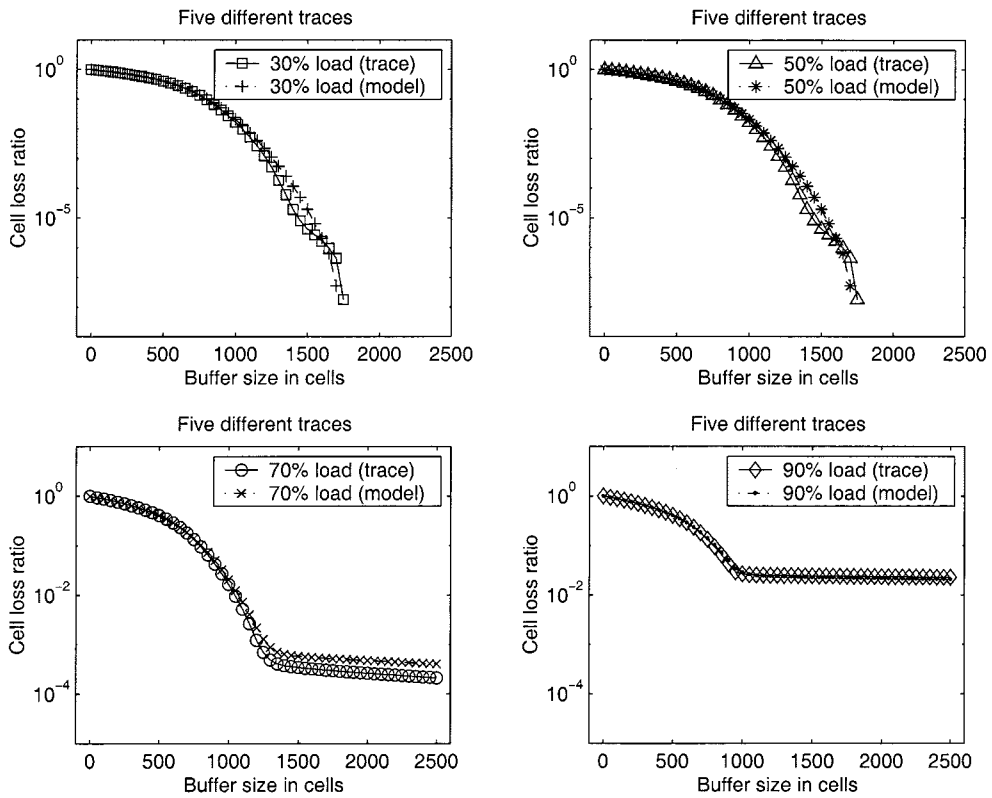 Five different traces
30% load (trace)
30% load (model)
10^0
10^-5
Cell loss ratio
0 500 1000 1500 2000 2500
Buffer size in cells
Five different traces
50% load (trace)
50% load (model)
10^0
10^-5
Cell loss ratio
0 500 1000 1500 2000 2500
Buffer size in cells
Five different traces
70% load (trace)
70% load (model)
10^0
10^-2
10^-4
Cell loss ratio
0 500 1000 1500 2000 2500
Buffer size in cells
Five different traces
90% load (trace)
90% load (model)
10^0
10^-2
10^-4
Cell loss ratio
0 500 1000 1500 2000 2500
Buffer size in cells